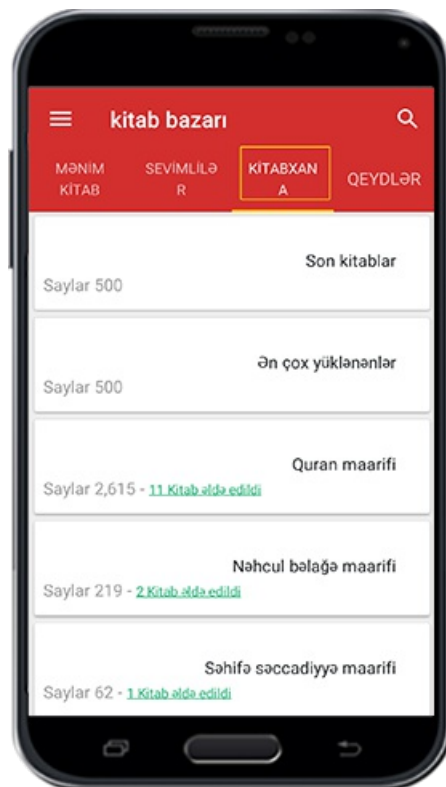 kitab bazarı
MƏNİM
KİTAB
SEVİMLİLƏ
R
KİTABXAN
A
QEYDLƏR
Son kitablar
Saylar 500
Ən çox yüklənənlər
Saylar 500
Quran maarifi
Saylar 2,615 - 11 Kitab əldə edildi
Nəhcul bəlağə maarifi
Saylar 219 - 2 Kitab əldə edildi
Səhifə səccadiyyə maarifi
Saylar 62 - 1 Kitab əldə edildi